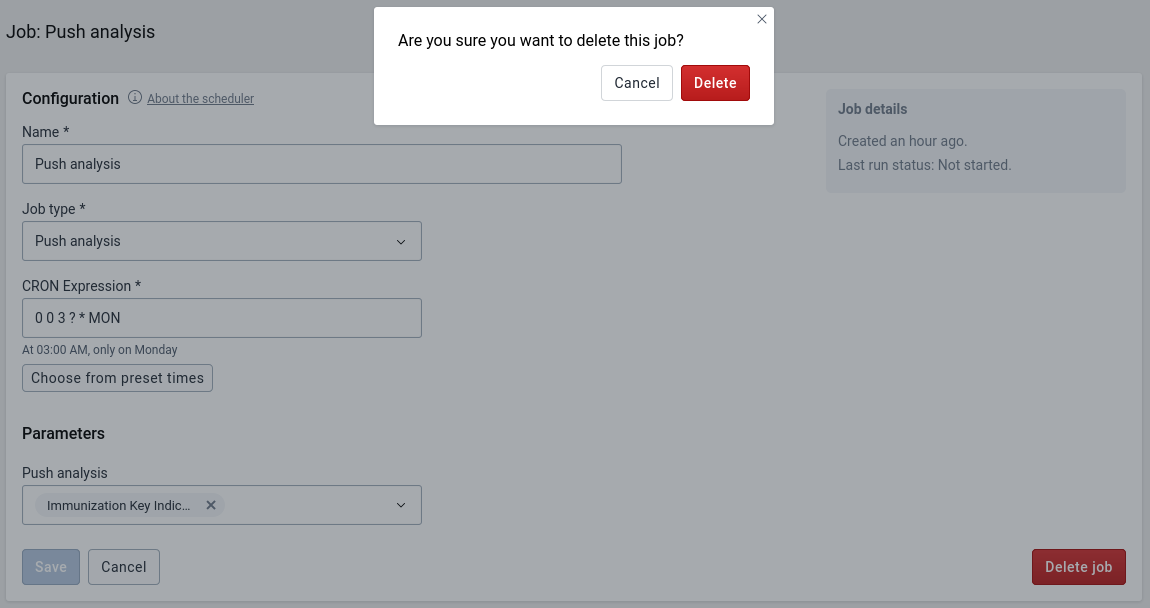 Job: Push analysis
Are you sure you want to delete this job?
Cancel
Delete
Configuration
About the scheduler
Name *
Push analysis
Job type *
Push analysis
CRON Expression *
0 0 3 ? * MON
At 03:00 AM, only on Monday
Choose from preset times
Parameters
Push analysis
Immunization Key Indic...
Save
Cancel
Job details
Created an hour ago.
Last run status: Not started.
Delete job